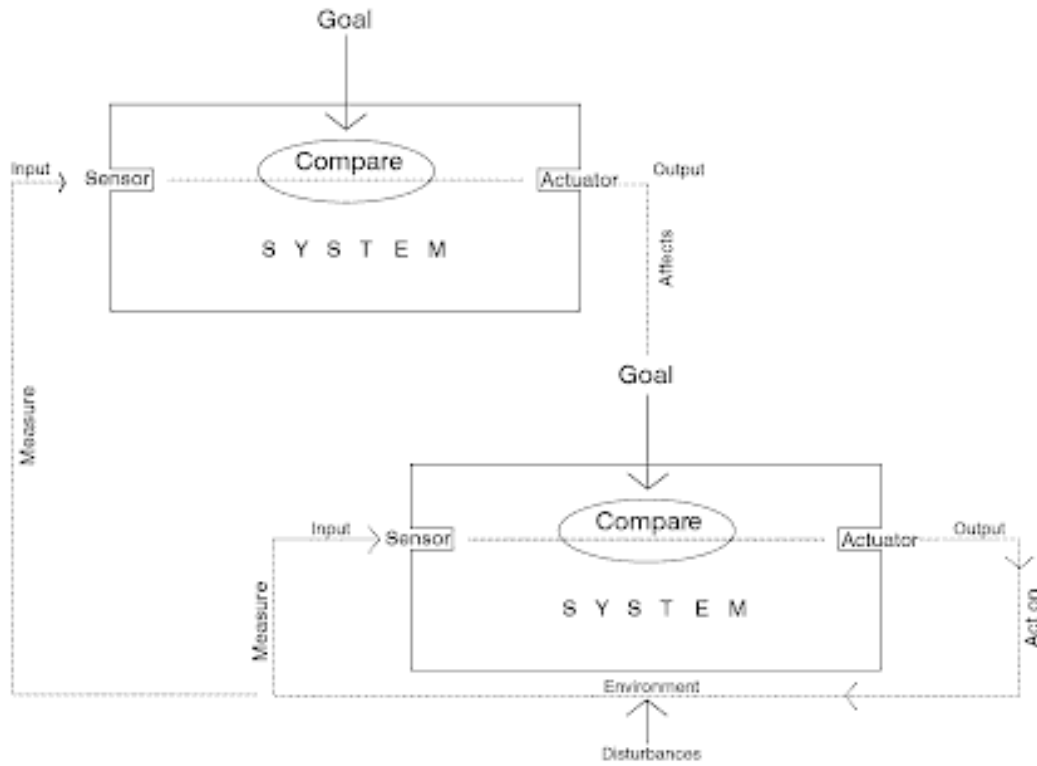 Goal
Input
Sensor
Compare
Actuator
Output
S Y S T E M
Affects
Measure
Goal
Input
Sensor
Compare
Actuator
Output
Measure
S Y S T E M
Act on
Environment
Disturbances